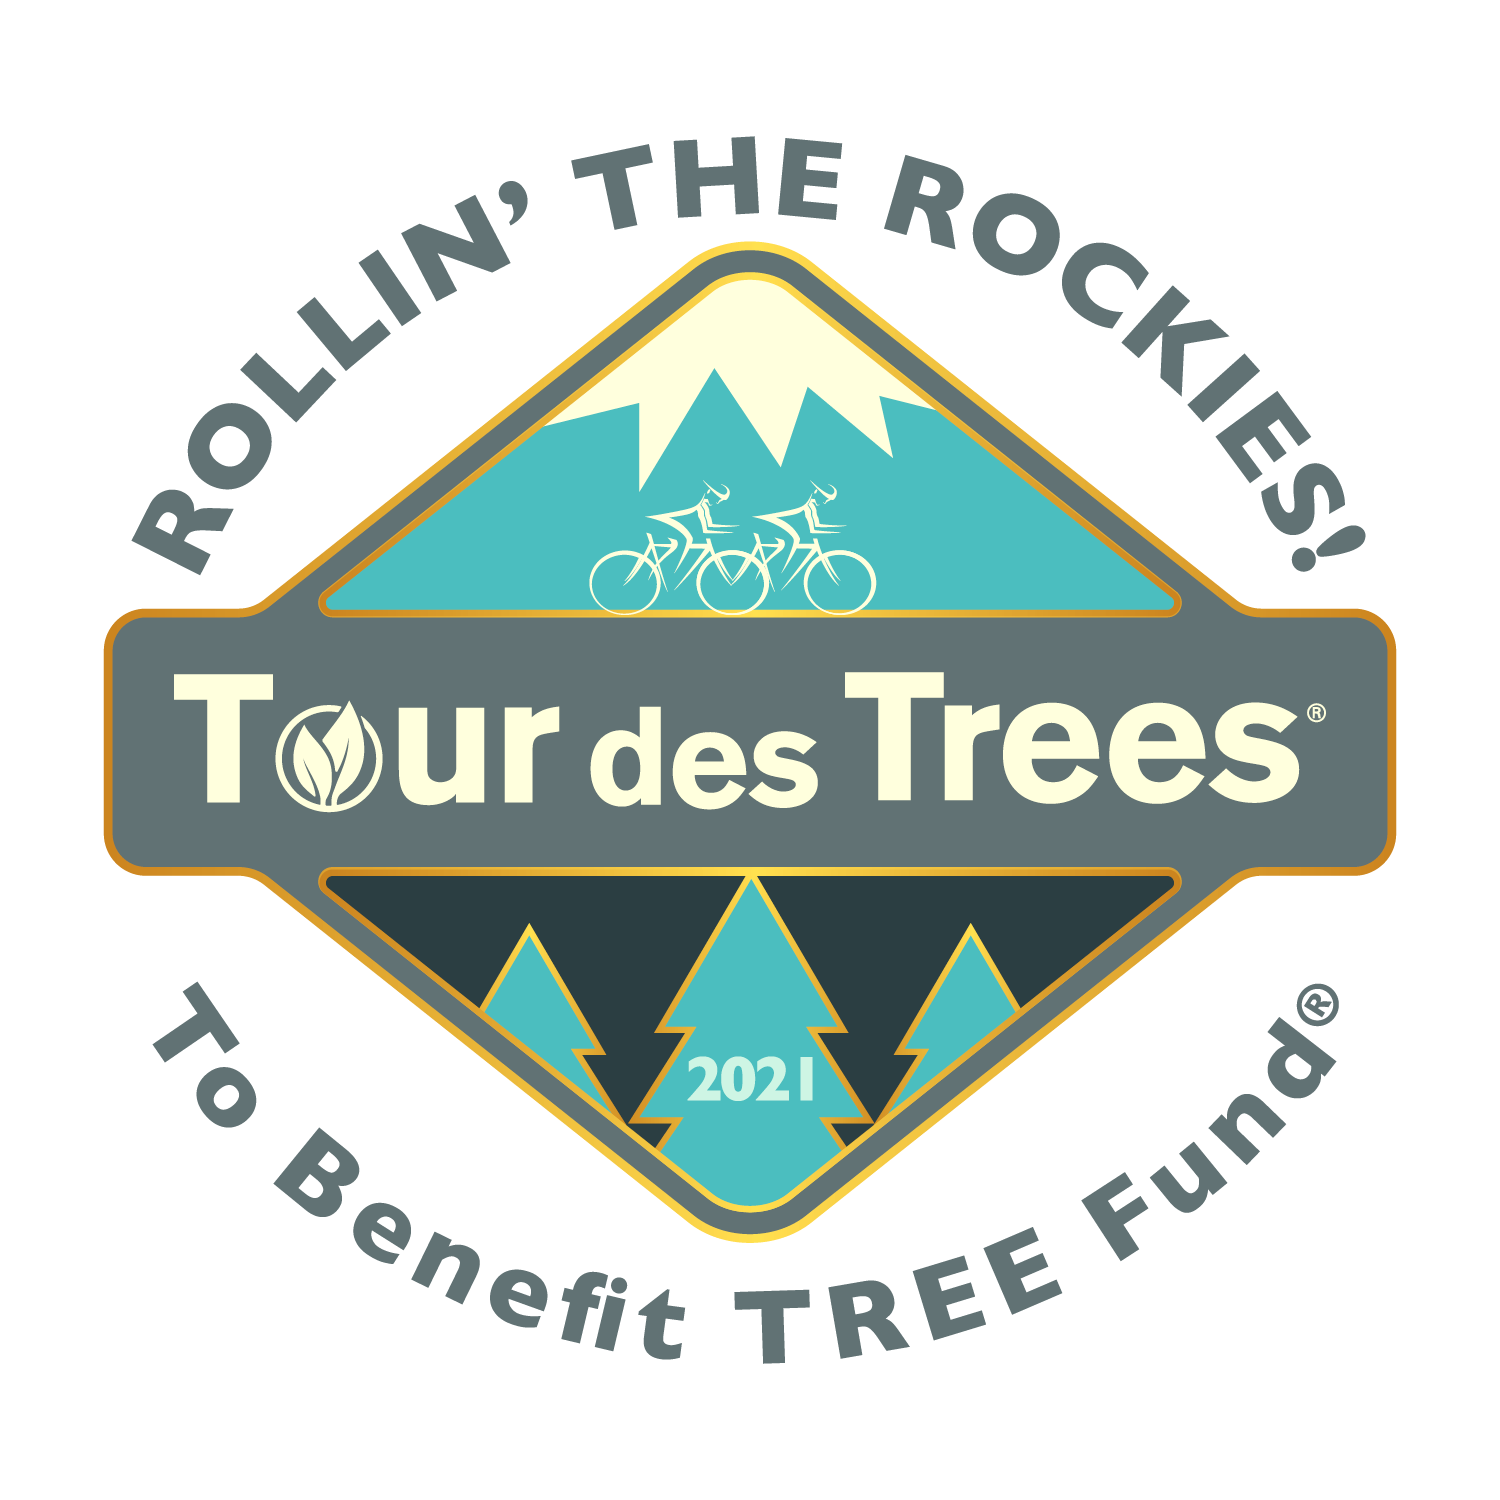 ROLLIN’ THE ROCKIES!
Tour des Trees®
2021
To Benefit TREE Fund®